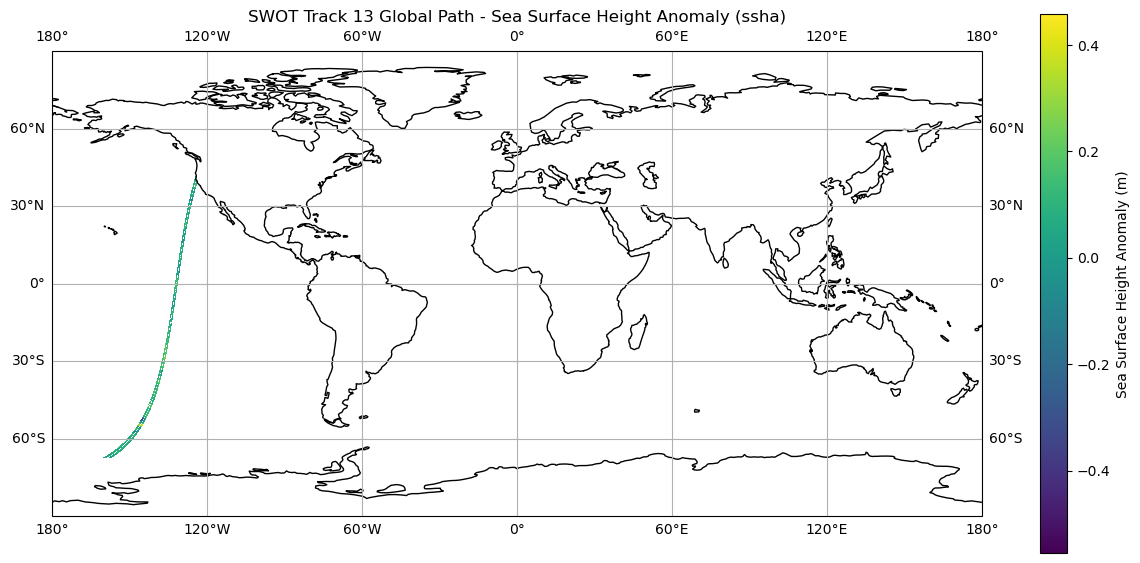 SWOT Track 13 Global Path - Sea Surface Height Anomaly (ssha)
180° 120°W 60°W 0° 60°E 120°E 180°
0.4
60°N 60°N
0.2
30°N 30°N
0.0
0° 0°
−0.2
30°S 30°S
60°S 60°S
−0.4
180° 120°W 60°W 0° 60°E 120°E 180°
Sea Surface Height Anomaly (m)